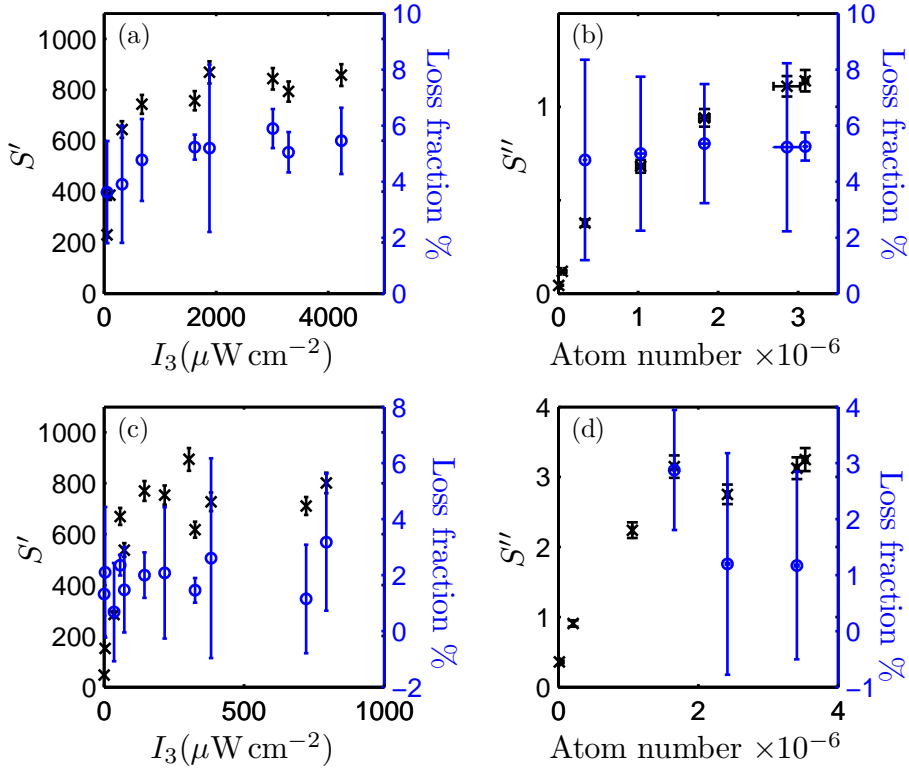 (a)
1000
800
600
400
200
0
S′
10
8
6
4
2
0
Loss fraction %
0 2000 4000
I₃(μW cm⁻²)
(b)
1
0
S″
10
8
6
4
2
0
Loss fraction %
0 1 2 3
Atom number ×10⁻⁶
(c)
1000
800
600
400
200
0
S′
8
6
4
2
0
−2
Loss fraction %
0 500 1000
I₃(μW cm⁻²)
(d)
4
3
2
1
0
S″
4
3
2
1
0
−1
Loss fraction %
0 2 4
Atom number ×10⁻⁶